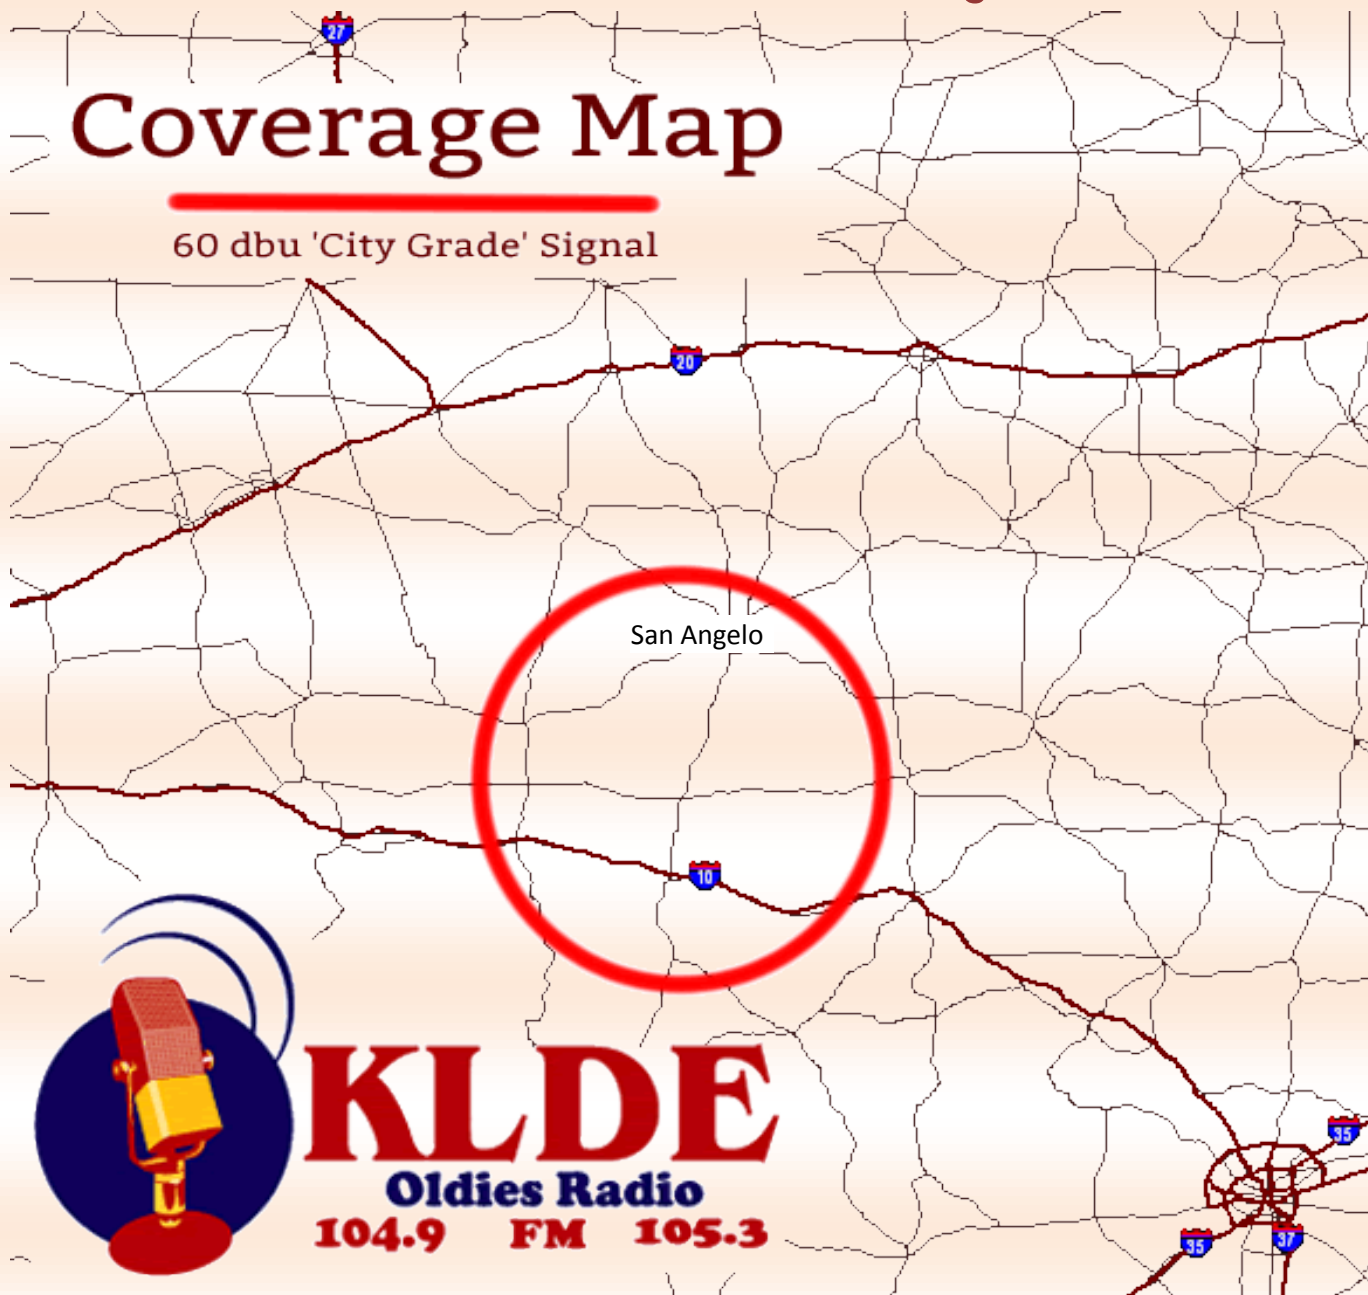 27
Coverage Map
60 dbu 'City Grade' Signal
20
San Angelo
10
KLDE
Oldies Radio
104.9 FM 105.3
35
35
37